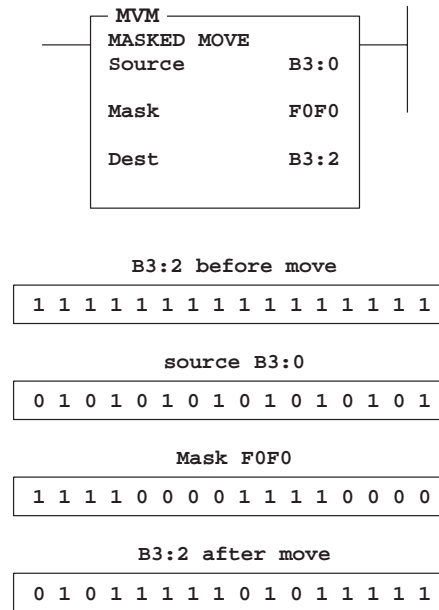 MVM
MASKED MOVE
Source B3:0
Mask F0F0
Dest B3:2
B3:2 before move
1 1 1 1 1 1 1 1 1 1 1 1 1 1 1 1
source B3:0
0 1 0 1 0 1 0 1 0 1 0 1 0 1 0 1
Mask F0F0
1 1 1 1 0 0 0 0 1 1 1 1 0 0 0 0
B3:2 after move
0 1 0 1 1 1 1 1 0 1 0 1 1 1 1 1